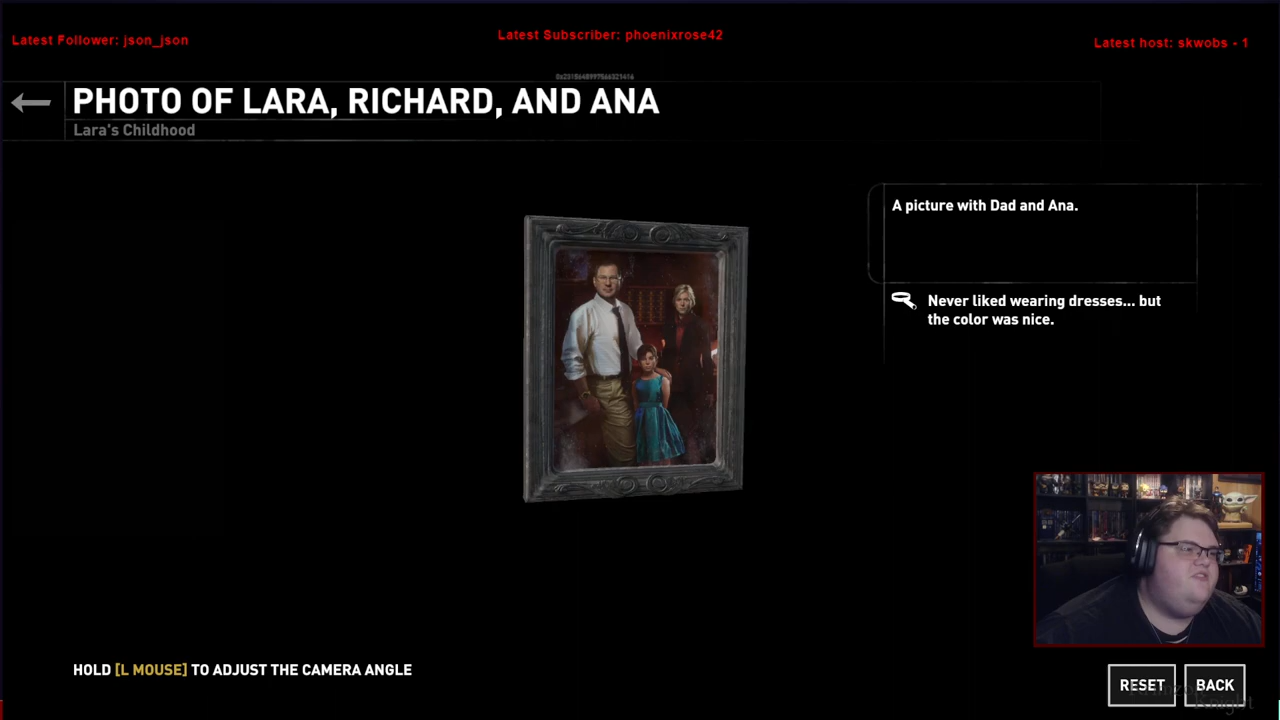 Latest Follower: json_json
Latest Subscriber: phoenixrose42
Latest host: skwobs - 1
PHOTO OF LARA, RICHARD, AND ANA
Lara's Childhood
A picture with Dad and Ana.
Never liked wearing dresses... but
the color was nice.
HOLD [L MOUSE] TO ADJUST THE CAMERA ANGLE
RESET
BACK